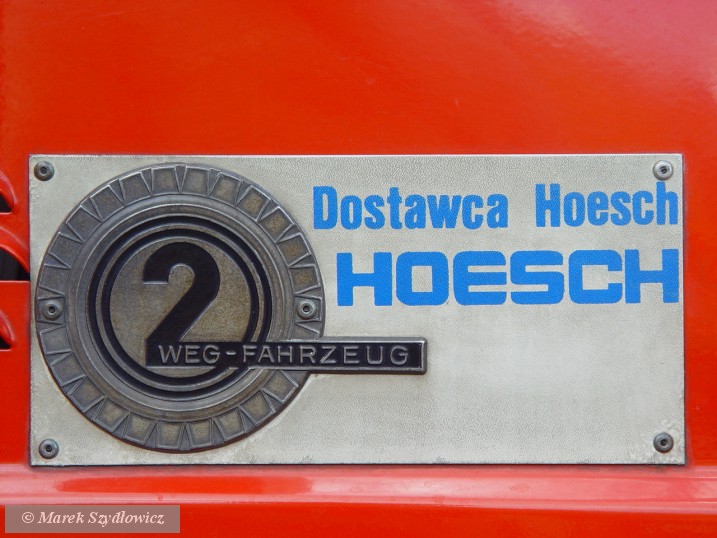 Dostawca Hoesch
HOESCH
2
WEG-FAHRZEUG
© Marek Szydłowicz